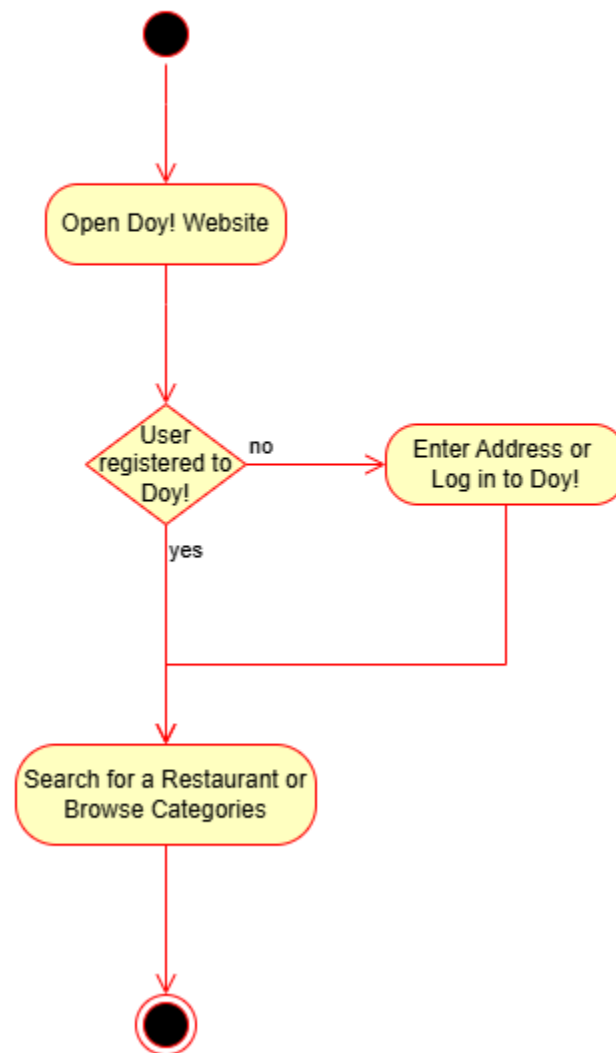 Open Doy! Website
User
registered to
Doy!
no
Enter Address or
Log in to Doy!
yes
Search for a Restaurant or
Browse Categories